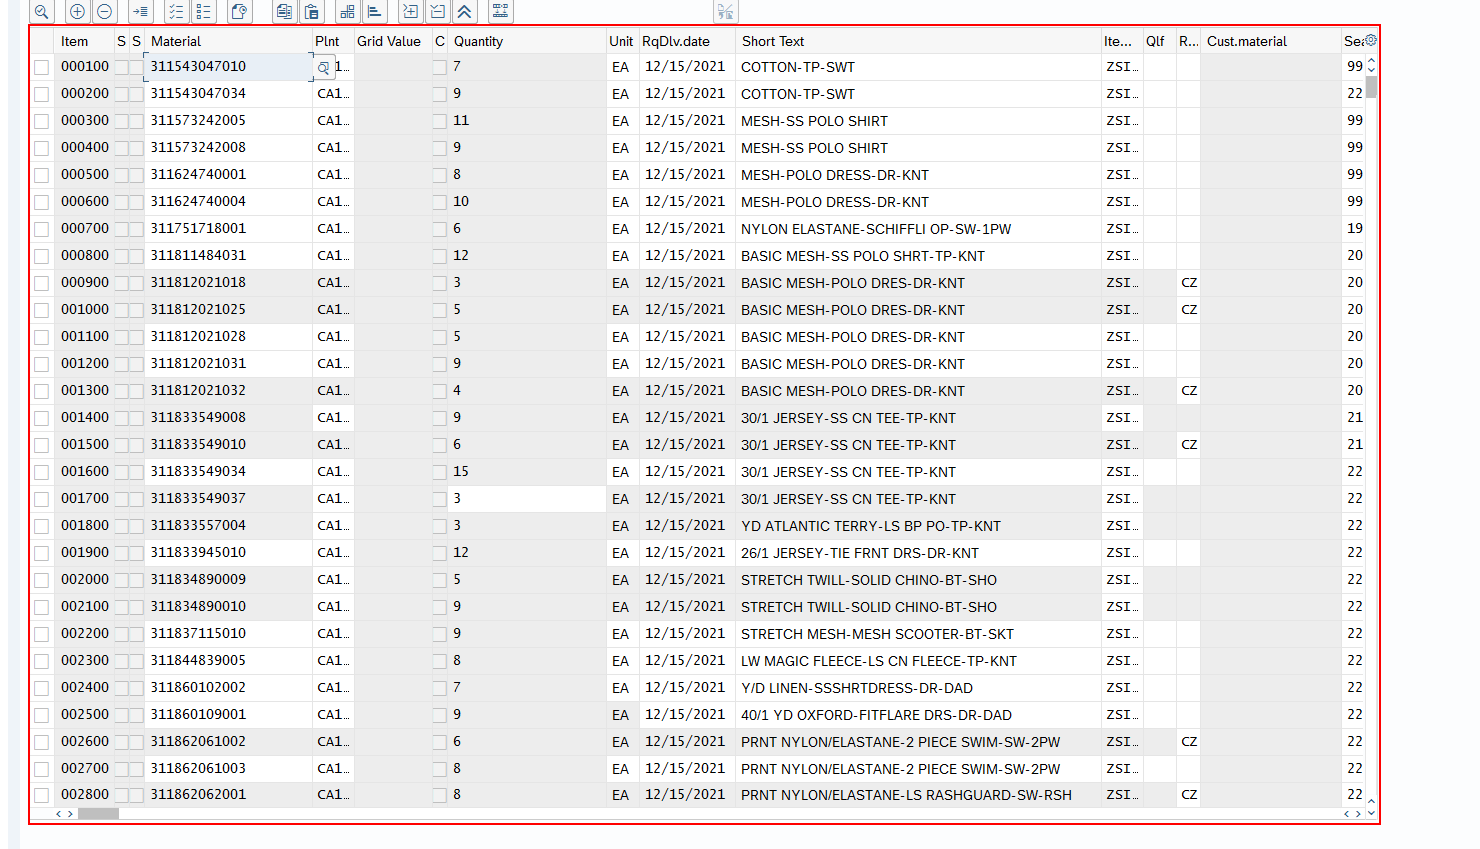 Item S S Material Plnt Grid Value C Quantity Unit RqDlv.date Short Text Ite... Qlf R... Cust.material Sea
000100 311543047010 1... 7 EA 12/15/2021 COTTON-TP-SWT ZSI... 99
000200 311543047034 CA1... 9 EA 12/15/2021 COTTON-TP-SWT ZSI... 22
000300 311573242005 CA1... 11 EA 12/15/2021 MESH-SS POLO SHIRT ZSI... 99
000400 311573242008 CA1... 9 EA 12/15/2021 MESH-SS POLO SHIRT ZSI... 99
000500 311624740001 CA1... 8 EA 12/15/2021 MESH-POLO DRESS-DR-KNT ZSI... 99
000600 311624740004 CA1... 10 EA 12/15/2021 MESH-POLO DRESS-DR-KNT ZSI... 99
000700 311751718001 CA1... 6 EA 12/15/2021 NYLON ELASTANE-SCHIFFLI OP-SW-1PW ZSI... 19
000800 311811484031 CA1... 12 EA 12/15/2021 BASIC MESH-SS POLO SHRT-TP-KNT ZSI... 20
000900 311812021018 CA1... 3 EA 12/15/2021 BASIC MESH-POLO DRES-DR-KNT ZSI... CZ 20
001000 311812021025 CA1... 5 EA 12/15/2021 BASIC MESH-POLO DRES-DR-KNT ZSI... CZ 20
001100 311812021028 CA1... 5 EA 12/15/2021 BASIC MESH-POLO DRES-DR-KNT ZSI... 20
001200 311812021031 CA1... 9 EA 12/15/2021 BASIC MESH-POLO DRES-DR-KNT ZSI... 20
001300 311812021032 CA1... 4 EA 12/15/2021 BASIC MESH-POLO DRES-DR-KNT ZSI... CZ 20
001400 311833549008 CA1... 9 EA 12/15/2021 30/1 JERSEY-SS CN TEE-TP-KNT ZSI... 21
001500 311833549010 CA1... 6 EA 12/15/2021 30/1 JERSEY-SS CN TEE-TP-KNT ZSI... CZ 21
001600 311833549034 CA1... 15 EA 12/15/2021 30/1 JERSEY-SS CN TEE-TP-KNT ZSI... 22
001700 311833549037 CA1... 3 EA 12/15/2021 30/1 JERSEY-SS CN TEE-TP-KNT ZSI... 22
001800 311833557004 CA1... 3 EA 12/15/2021 YD ATLANTIC TERRY-LS BP PO-TP-KNT ZSI... 22
001900 311833945010 CA1... 12 EA 12/15/2021 26/1 JERSEY-TIE FRNT DRS-DR-KNT ZSI... 22
002000 311834890009 CA1... 5 EA 12/15/2021 STRETCH TWILL-SOLID CHINO-BT-SHO ZSI... 22
002100 311834890010 CA1... 9 EA 12/15/2021 STRETCH TWILL-SOLID CHINO-BT-SHO ZSI... 22
002200 311837115010 CA1... 9 EA 12/15/2021 STRETCH MESH-MESH SCOOTER-BT-SKT ZSI... 22
002300 311844839005 CA1... 8 EA 12/15/2021 LW MAGIC FLEECE-LS CN FLEECE-TP-KNT ZSI... 22
002400 311860102002 CA1... 7 EA 12/15/2021 Y/D LINEN-SSSHRTDRESS-DR-DAD ZSI... 22
002500 311860109001 CA1... 9 EA 12/15/2021 40/1 YD OXFORD-FITFLARE DRS-DR-DAD ZSI... 22
002600 311862061002 CA1... 6 EA 12/15/2021 PRNT NYLON/ELASTANE-2 PIECE SWIM-SW-2PW ZSI... CZ 22
002700 311862061003 CA1... 8 EA 12/15/2021 PRNT NYLON/ELASTANE-2 PIECE SWIM-SW-2PW ZSI... 22
002800 311862062001 CA1... 8 EA 12/15/2021 PRNT NYLON/ELASTANE-LS RASHGUARD-SW-RSH ZSI... CZ 22